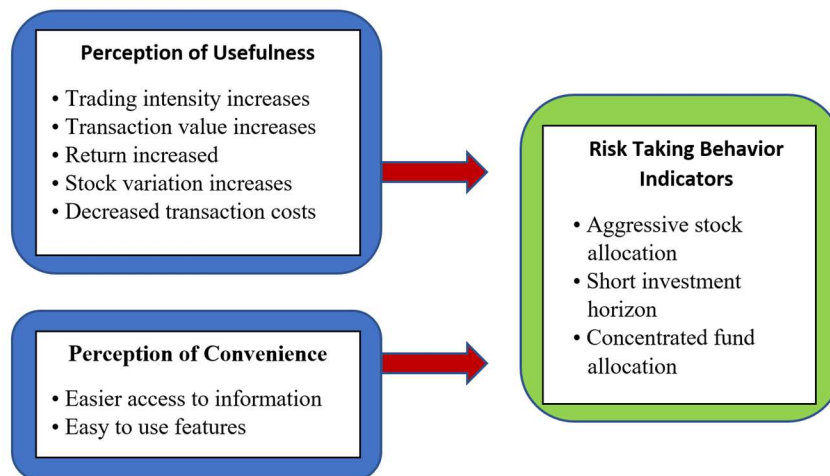 Perception of Usefulness
• Trading intensity increases
• Transaction value increases
• Return increased
• Stock variation increases
• Decreased transaction costs
Perception of Convenience
• Easier access to information
• Easy to use features
Risk Taking Behavior
Indicators
• Aggressive stock
allocation
• Short investment
horizon
• Concentrated fund
allocation